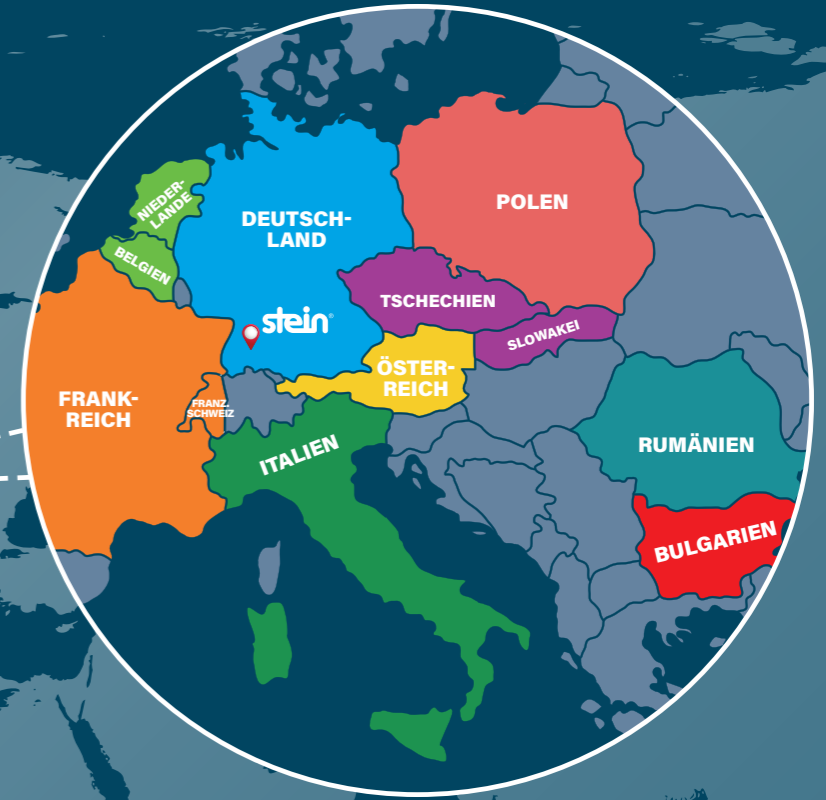 NIEDER-
LANDE
BELGIEN
DEUTSCH-
LAND
POLEN
stein®
TSCHECHIEN
SLOWAKEI
FRANK-
REICH
FRANZ.
SCHWEIZ
ÖSTER-
REICH
ITALIEN
RUMÄNIEN
BULGARIEN